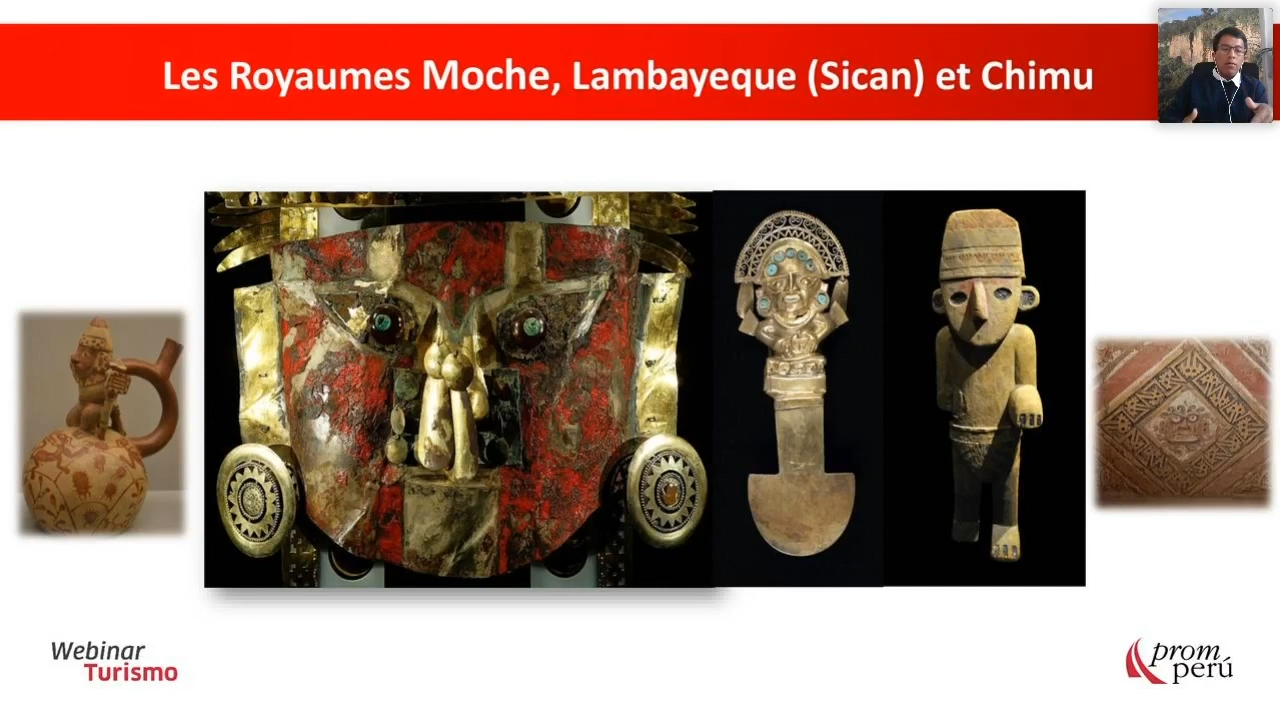 Les Royaumes Moche, Lambayeque (Sican) et Chimu
Webinar
Turismo
prom
perú